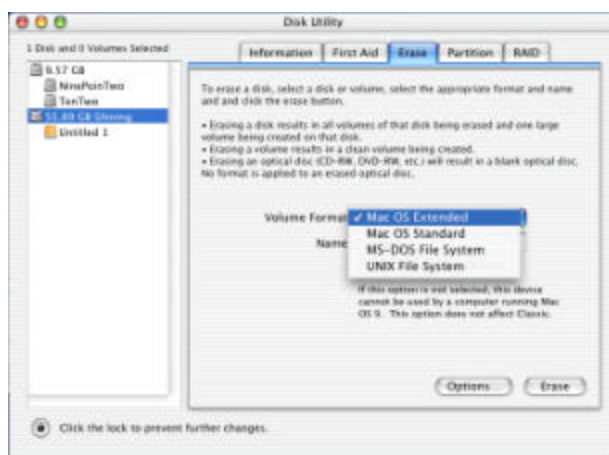 Disk Utility
1 Disk and 0 Volumes Selected
Information First Aid Erase Partition RAID
9.57 GB
NinePoinTwo
TenTwo
GB Shining
Untitled 1
To erase a disk, select a disk or volume, select the appropriate format and name
and and click the erase button.
• Erasing a disk results in all volumes of that disk being erased and one large
volume being created on that disk.
• Erasing a volume results in a clean volume being created.
• Erasing an optical disc (CD-RW, DVD-RW, etc.) will result in a blank optical disc.
No format is applied to an erased optical disc.
Volume Format
✓ Mac OS Extended
Mac OS Standard
MS-DOS File System
UNIX File System
Name
If this option is not selected, this device
cannot be used by a computer running Mac
OS 9. This option does not affect Classic.
Options Erase
Click the lock to prevent further changes.